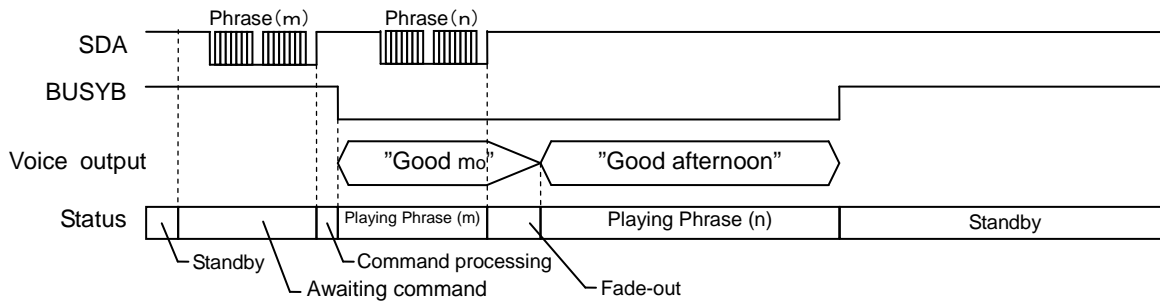 Phrase(m) Phrase(n)
SDA
BUSYB
Voice output "Good mo" "Good afternoon"
Status Playing Phrase (m) Playing Phrase (n) Standby
Standby Command processing
Awaiting command Fade-out